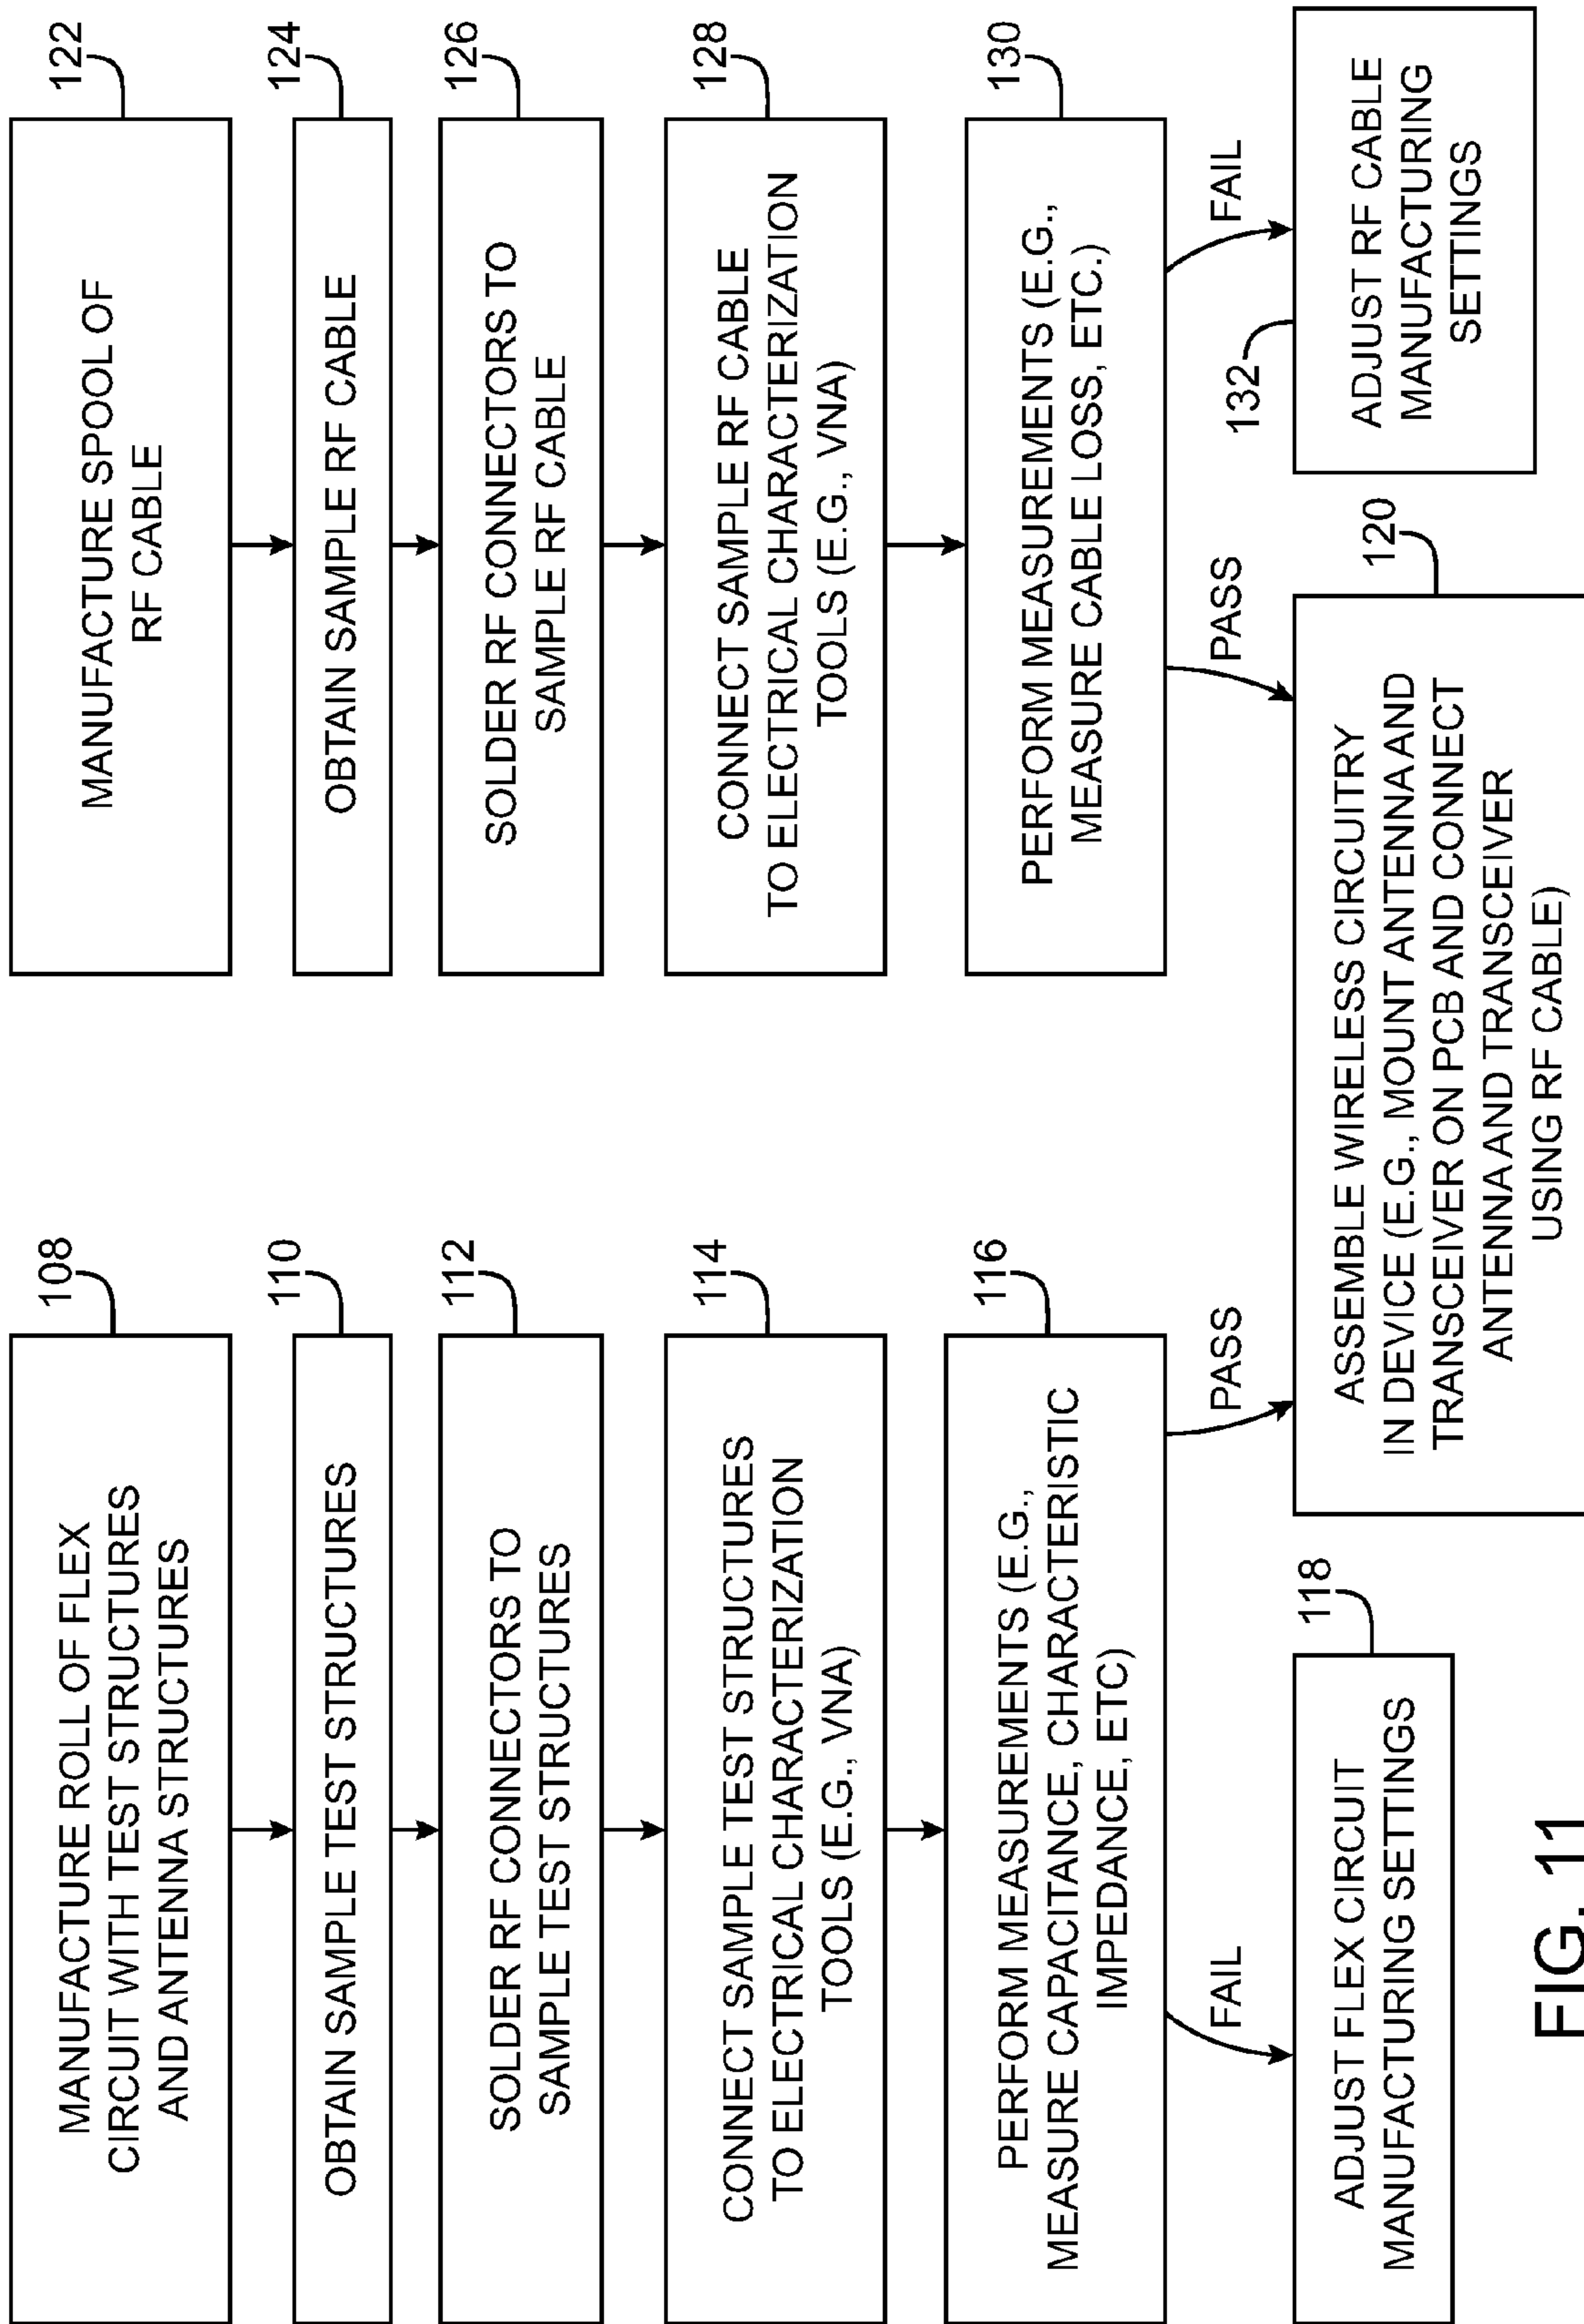 108
MANUFACTURE ROLL OF FLEX
CIRCUIT WITH TEST STRUCTURES
AND ANTENNA STRUCTURES
110
OBTAIN SAMPLE TEST STRUCTURES
112
SOLDER RF CONNECTORS TO
SAMPLE TEST STRUCTURES
114
CONNECT SAMPLE TEST STRUCTURES
TO ELECTRICAL CHARACTERIZATION
TOOLS (E.G., VNA)
116
PERFORM MEASUREMENTS (E.G.,
MEASURE CAPACITANCE, CHARACTERISTIC
IMPEDANCE, ETC)
FAIL
PASS
118
ADJUST FLEX CIRCUIT
MANUFACTURING SETTINGS
122
MANUFACTURE SPOOL OF
RF CABLE
124
OBTAIN SAMPLE RF CABLE
126
SOLDER RF CONNECTORS TO
SAMPLE RF CABLE
128
CONNECT SAMPLE RF CABLE
TO ELECTRICAL CHARACTERIZATION
TOOLS (E.G., VNA)
130
PERFORM MEASUREMENTS (E.G.,
MEASURE CABLE LOSS, ETC.)
PASS
FAIL
120
ASSEMBLE WIRELESS CIRCUITRY
IN DEVICE (E.G., MOUNT ANTENNA AND
TRANSCEIVER ON PCB AND CONNECT
ANTENNA AND TRANSCEIVER
USING RF CABLE)
132
ADJUST RF CABLE
MANUFACTURING
SETTINGS
FIG. 11